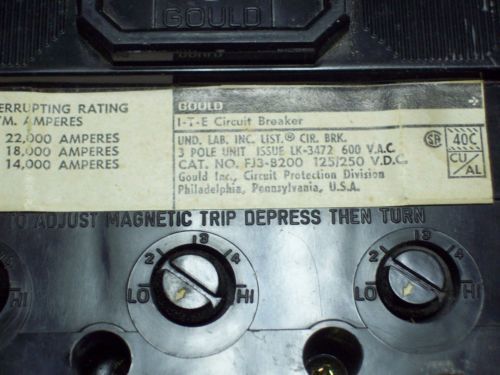 GOULD
ERRUPTING RATING
YM. AMPERES
22,000 AMPERES
18,000 AMPERES
14,000 AMPERES
GOULD
I-T-E Circuit Breaker
UND. LAB. INC. LIST.® CIR. BRK.
3 POLE UNIT ISSUE LK-3472 600 V.A.C.
CAT. NO. FJ3-B200 125/250 V.D.C.
Gould Inc., Circuit Protection Division
Philadelphia, Pennsylvania, U.S.A.
SA 40C
CU/AL
TO ADJUST MAGNETIC TRIP DEPRESS THEN TURN
LO 2 3 4 HI
LO 2 3 4 HI